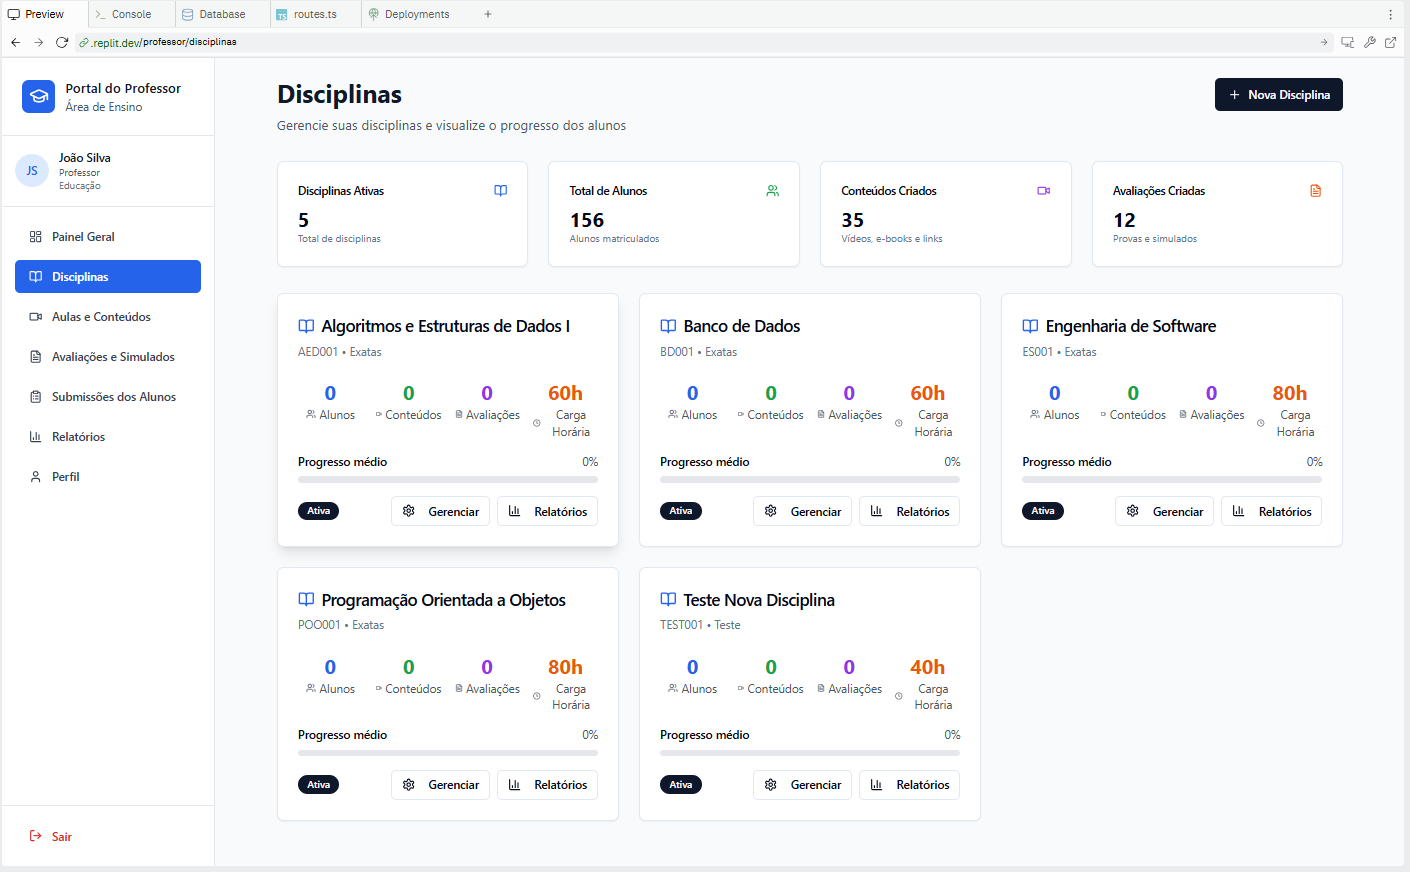 Preview
Console
Database
routes.ts
Deployments
.replit.dev/professor/disciplinas
Portal do Professor
Área de Ensino
JS
João Silva
Professor
Educação
Painel Geral
Disciplinas
Aulas e Conteúdos
Avaliações e Simulados
Submissões dos Alunos
Relatórios
Perfil
Sair
Disciplinas
Gerencie suas disciplinas e visualize o progresso dos alunos
Nova Disciplina
Disciplinas Ativas
5
Total de disciplinas
Total de Alunos
156
Alunos matriculados
Conteúdos Criados
35
Vídeos, e-books e links
Avaliações Criadas
12
Provas e simulados
Algoritmos e Estruturas de Dados I
AED001 • Exatas
0 0 0 60h
Alunos Conteúdos Avaliações Carga
Horária
Progresso médio 0%
Ativa Gerenciar Relatórios
Banco de Dados
BD001 • Exatas
0 0 0 60h
Alunos Conteúdos Avaliações Carga
Horária
Progresso médio 0%
Ativa Gerenciar Relatórios
Engenharia de Software
ES001 • Exatas
0 0 0 80h
Alunos Conteúdos Avaliações Carga
Horária
Progresso médio 0%
Ativa Gerenciar Relatórios
Programação Orientada a Objetos
POO001 • Exatas
0 0 0 80h
Alunos Conteúdos Avaliações Carga
Horária
Progresso médio 0%
Ativa Gerenciar Relatórios
Teste Nova Disciplina
TEST001 • Teste
0 0 0 40h
Alunos Conteúdos Avaliações Carga
Horária
Progresso médio 0%
Ativa Gerenciar Relatórios